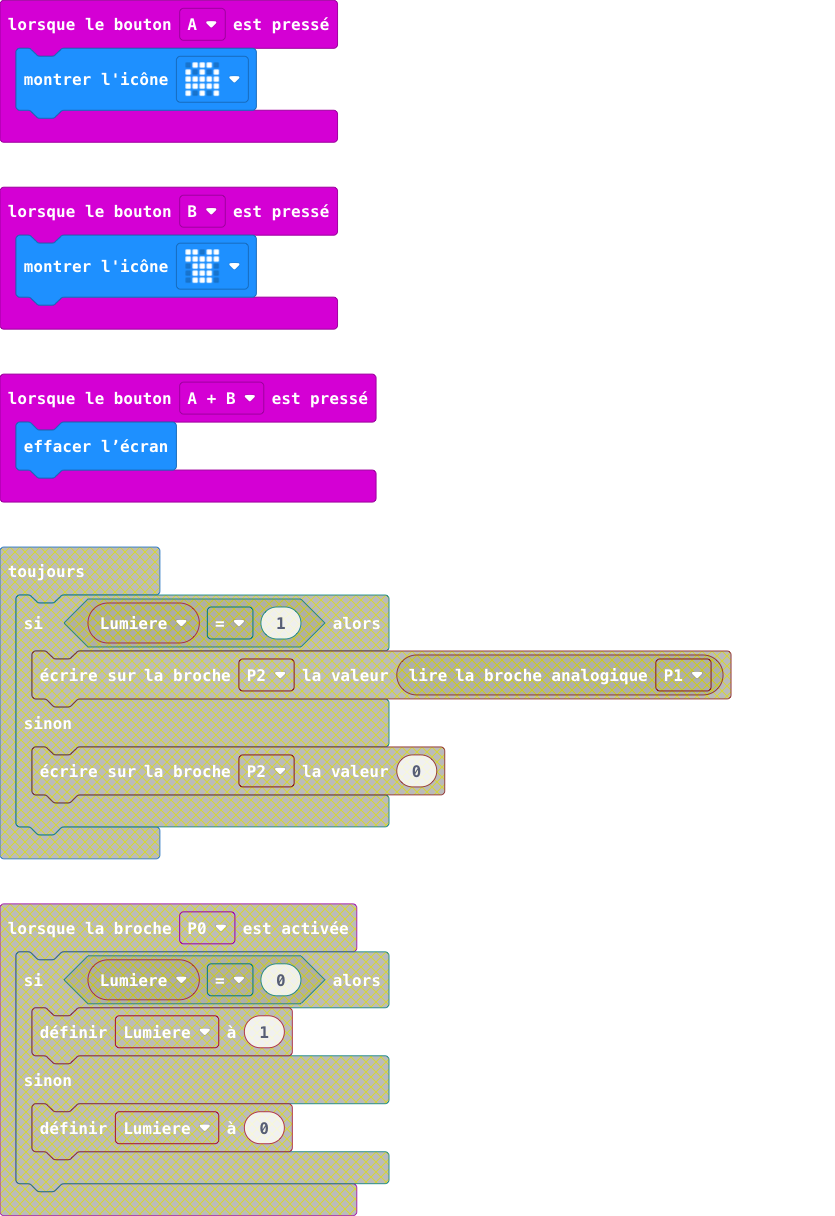 lorsque le bouton A est pressé
montrer l'icône
lorsque le bouton B est pressé
montrer l'icône
lorsque le bouton A + B est pressé
effacer l’écran
toujours
si Lumiere = 1 alors
écrire sur la broche P2 la valeur lire la broche analogique P1
sinon
écrire sur la broche P2 la valeur 0
lorsque la broche P0 est activée
si Lumiere = 0 alors
définir Lumiere à 1
sinon
définir Lumiere à 0